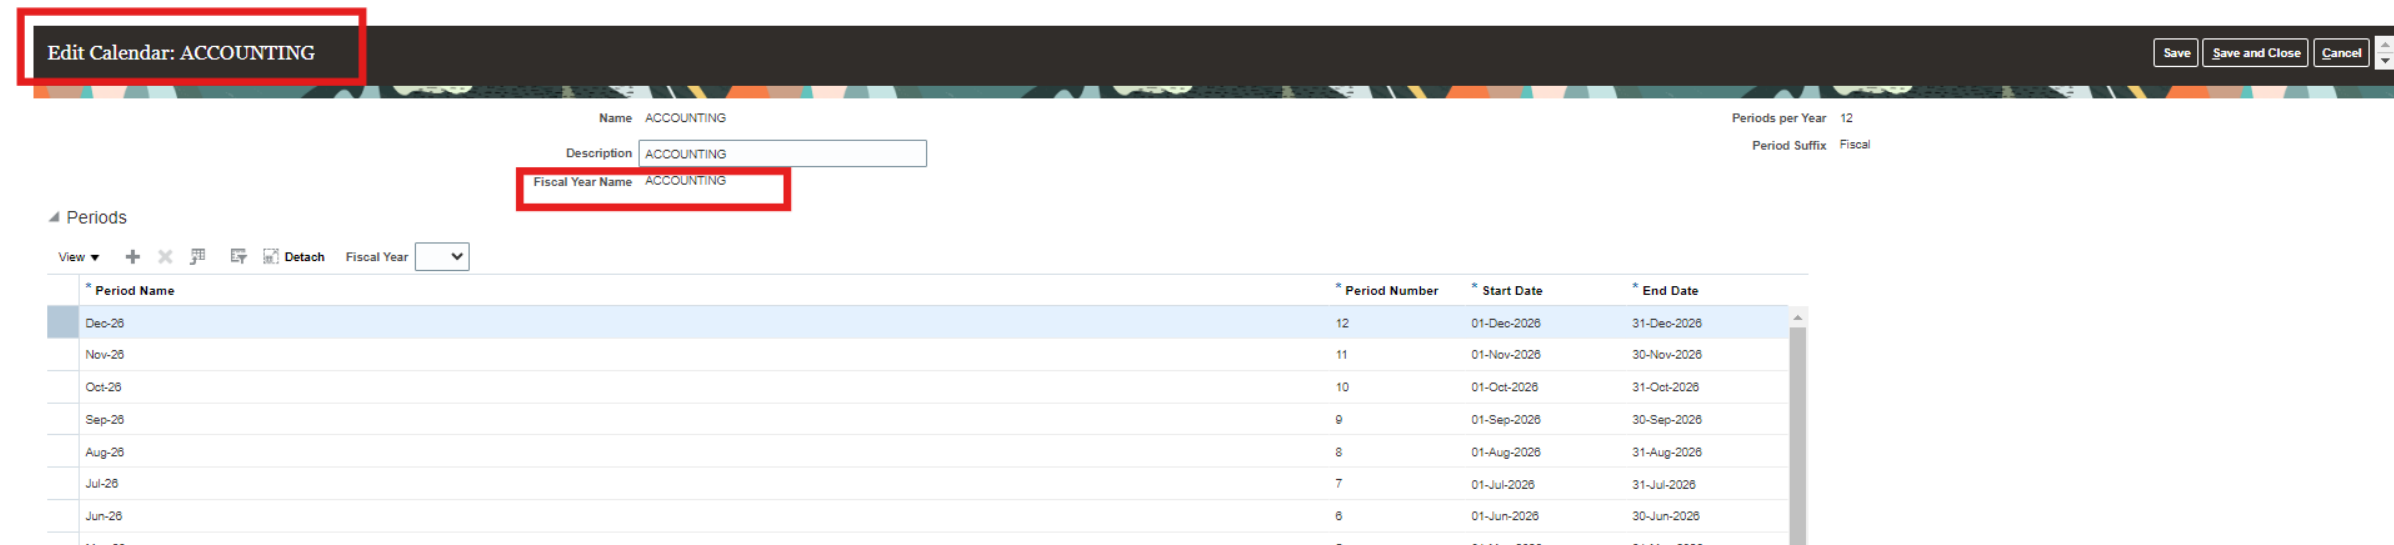 Edit Calendar: ACCOUNTING
Save Save and Close Cancel
Name ACCOUNTING
Periods per Year 12
Description ACCOUNTING
Period Suffix Fiscal
Fiscal Year Name ACCOUNTING
Periods
View Detach Fiscal Year
* Period Name * Period Number * Start Date * End Date
Dec-26 12 01-Dec-2026 31-Dec-2026
Nov-26 11 01-Nov-2026 30-Nov-2026
Oct-26 10 01-Oct-2026 31-Oct-2026
Sep-26 9 01-Sep-2026 30-Sep-2026
Aug-26 8 01-Aug-2026 31-Aug-2026
Jul-26 7 01-Jul-2026 31-Jul-2026
Jun-26 6 01-Jun-2026 30-Jun-2026